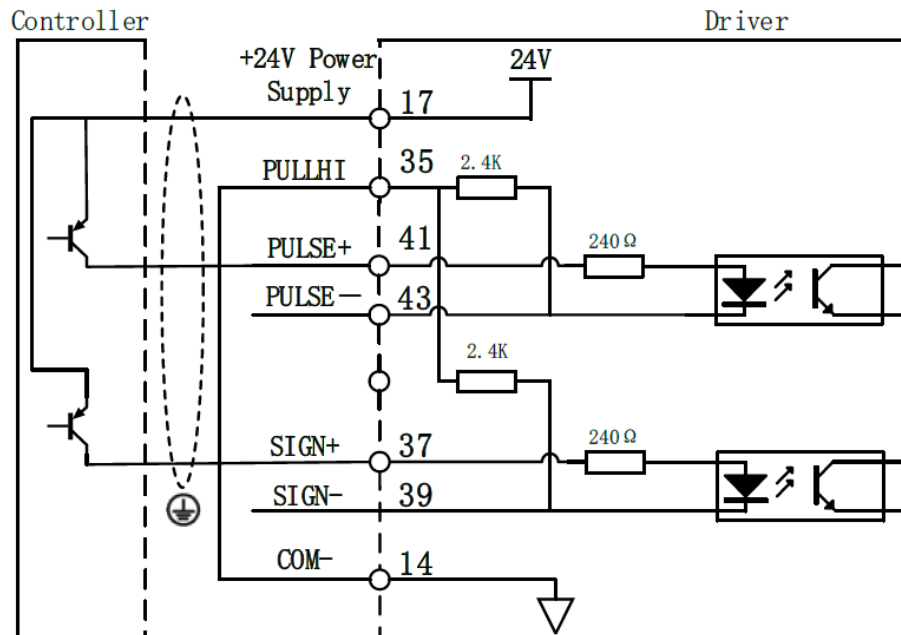 Controller
Driver
+24V Power
Supply
17
24V
PULLHI
35
2.4K
PULSE+
41
240Ω
PULSE—
43
2.4K
SIGN+
37
240Ω
SIGN-
39
COM-
14